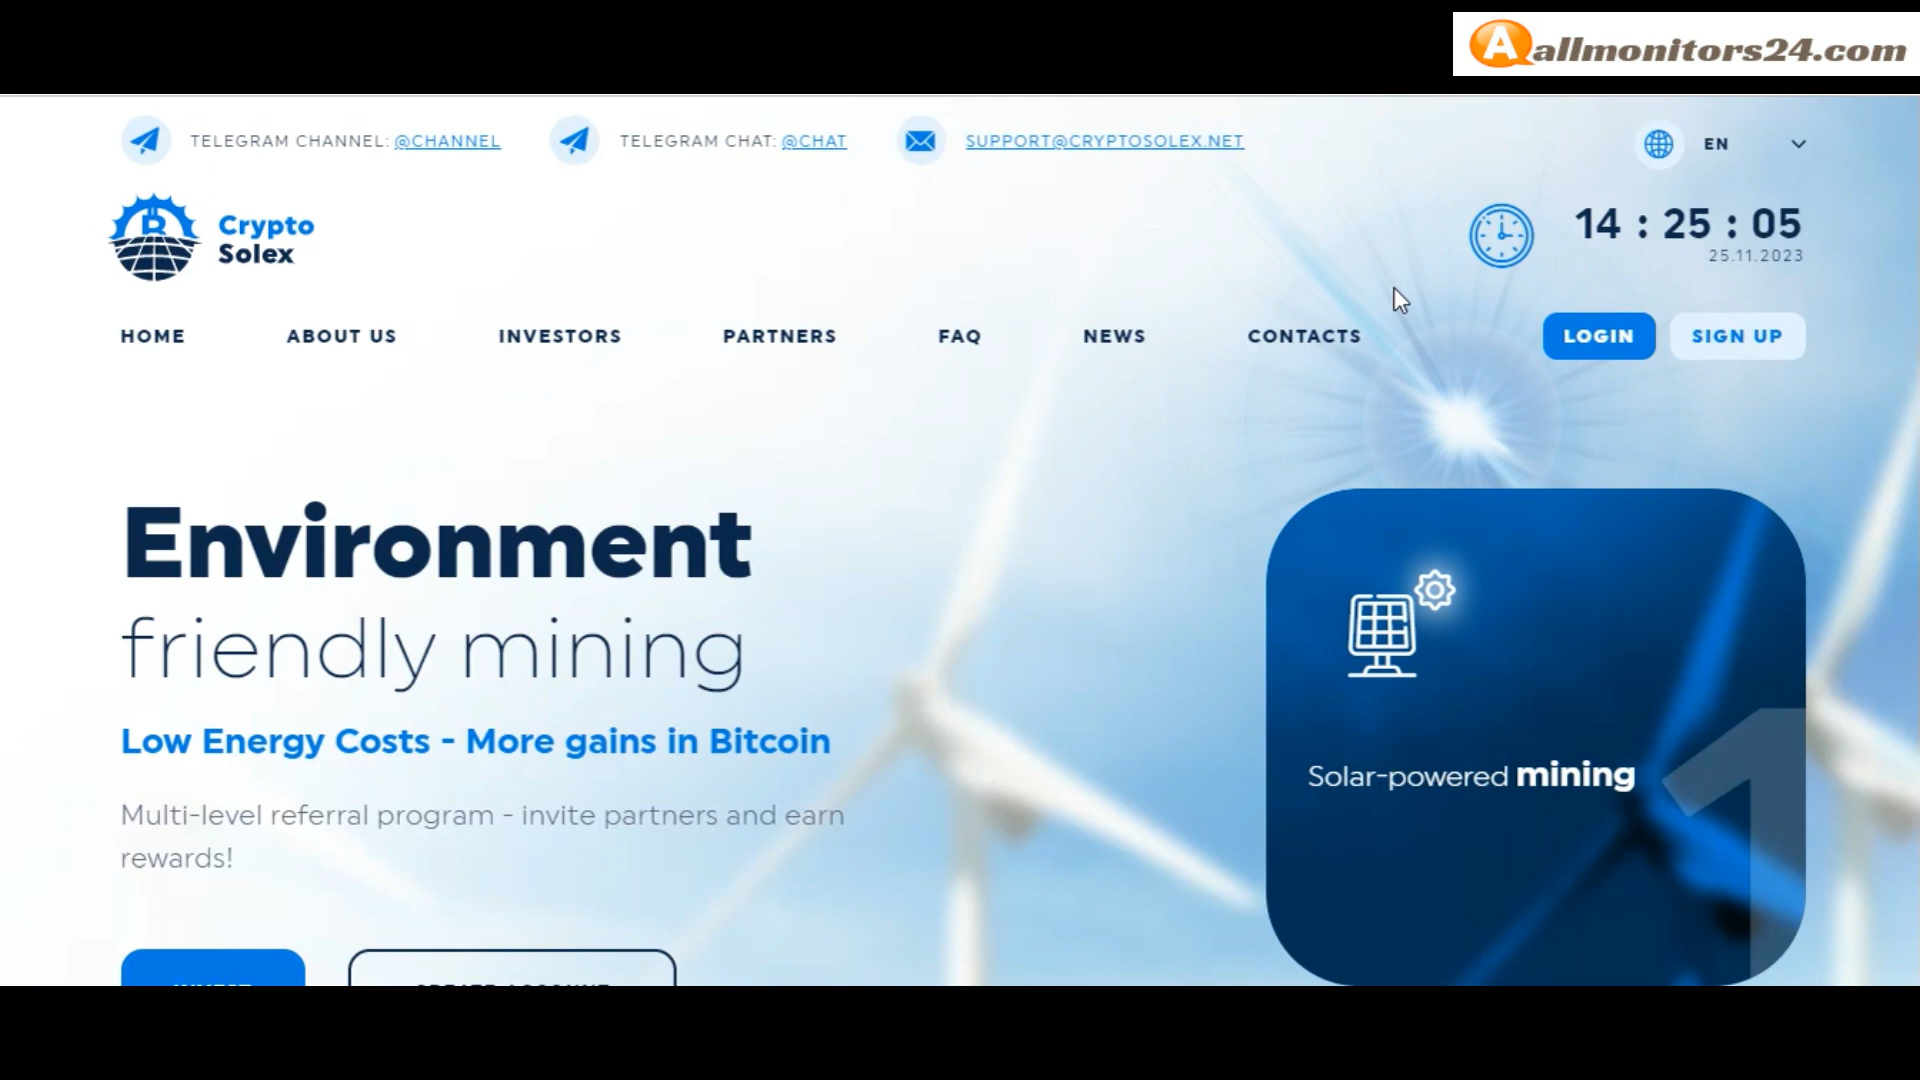 allmonitors24.com
TELEGRAM CHANNEL: @CHANNEL
TELEGRAM CHAT: @CHAT
SUPPORT@CRYPTOSOLEX.NET
EN
Crypto
Solex
14 : 25 : 05
25.11.2023
HOME
ABOUT US
INVESTORS
PARTNERS
FAQ
NEWS
CONTACTS
LOGIN
SIGN UP
Environment
friendly mining
Low Energy Costs - More gains in Bitcoin
Multi-level referral program - invite partners and earn
rewards!
Solar-powered mining
1